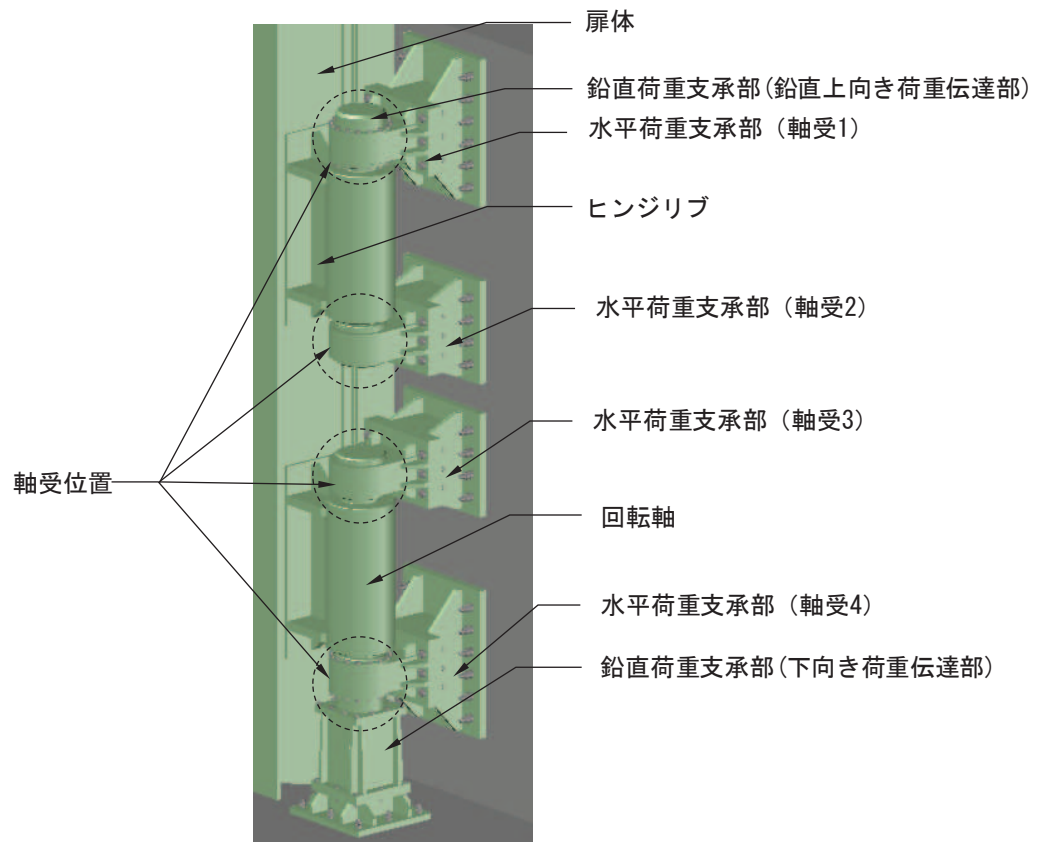 扉体
鉛直荷重支承部(鉛直上向き荷重伝達部)
水平荷重支承部（軸受1）
ヒンジリブ
水平荷重支承部（軸受2）
水平荷重支承部（軸受3）
軸受位置
回転軸
水平荷重支承部（軸受4）
鉛直荷重支承部(下向き荷重伝達部)